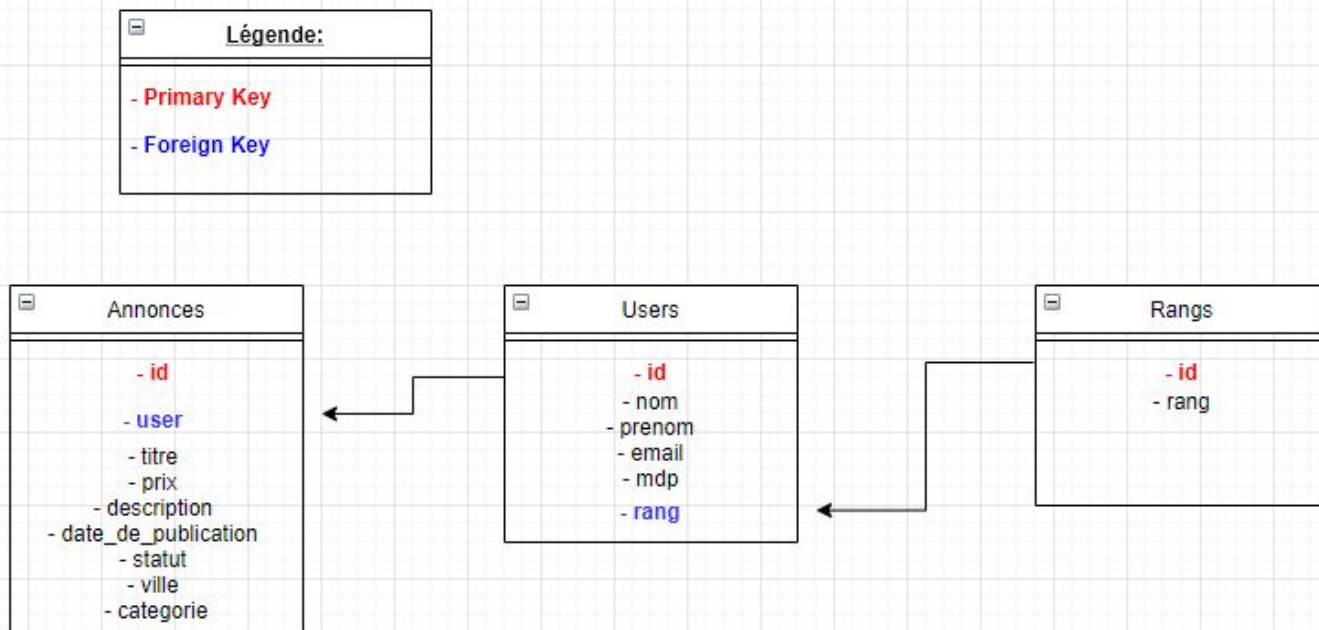 Légende:
- Primary Key
- Foreign Key
Annonces
- id
- user
- titre
- prix
- description
- date_de_publication
- statut
- ville
- categorie
Users
- id
- nom
- prenom
- email
- mdp
- rang
Rangs
- id
- rang